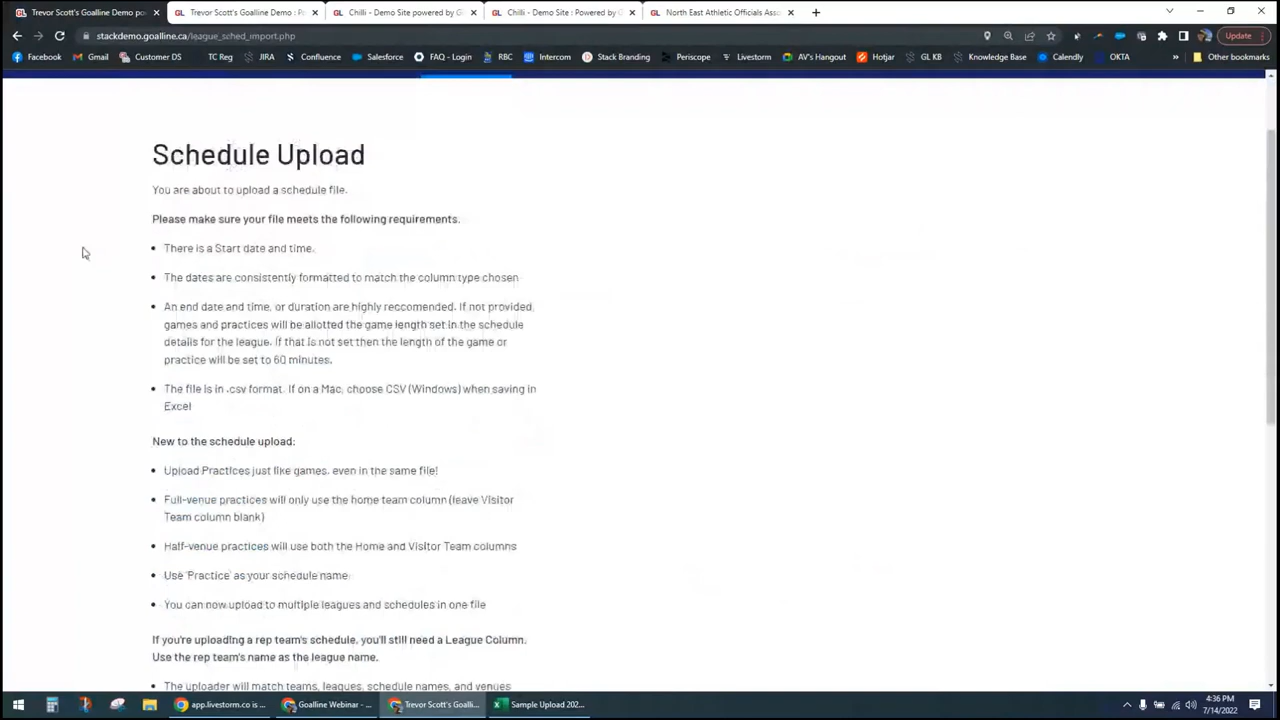 Trevor Scott's Goalline Demo po
Trevor Scott's Goalline Demo : P
Chilli - Demo Site powered by G
Chilli - Demo Site : Powered by G
North East Athletic Officials Ass
stackdemo.goalline.ca/league_sched_import.php
Update
Facebook
Gmail
Customer DS
TC Reg
JIRA
Confluence
Salesforce
FAQ - Login
RBC
Intercom
Stack Branding
Periscope
Livestorm
AV's Hangout
Hotjar
GL KB
Knowledge Base
Calendly
OKTA
Other bookmarks
Schedule Upload
You are about to upload a schedule file.
Please make sure your file meets the following requirements.
There is a Start date and time.
The dates are consistently formatted to match the column type chosen
An end date and time, or duration are highly reccomended. If not provided,
games and practices will be allotted the game length set in the schedule
details for the league. If that is not set then the length of the game or
practice will be set to 60 minutes.
The file is in .csv format. If on a Mac, choose CSV (Windows) when saving in
Excel
New to the schedule upload:
Upload Practices just like games, even in the same file!
Full-venue practices will only use the home team column (leave Visitor
Team column blank)
Half-venue practices will use both the Home and Visitor Team columns
Use 'Practice' as your schedule name.
You can now upload to multiple leagues and schedules in one file
If you're uploading a rep team's schedule, you'll still need a League Column.
Use the rep team's name as the league name.
The uploader will match teams, leagues, schedule names, and venues
app.livestorm.co is ...
Goalline Webinar - ...
Trevor Scott's Goalli...
Sample Upload 202...
4:36 PM
7/14/2022